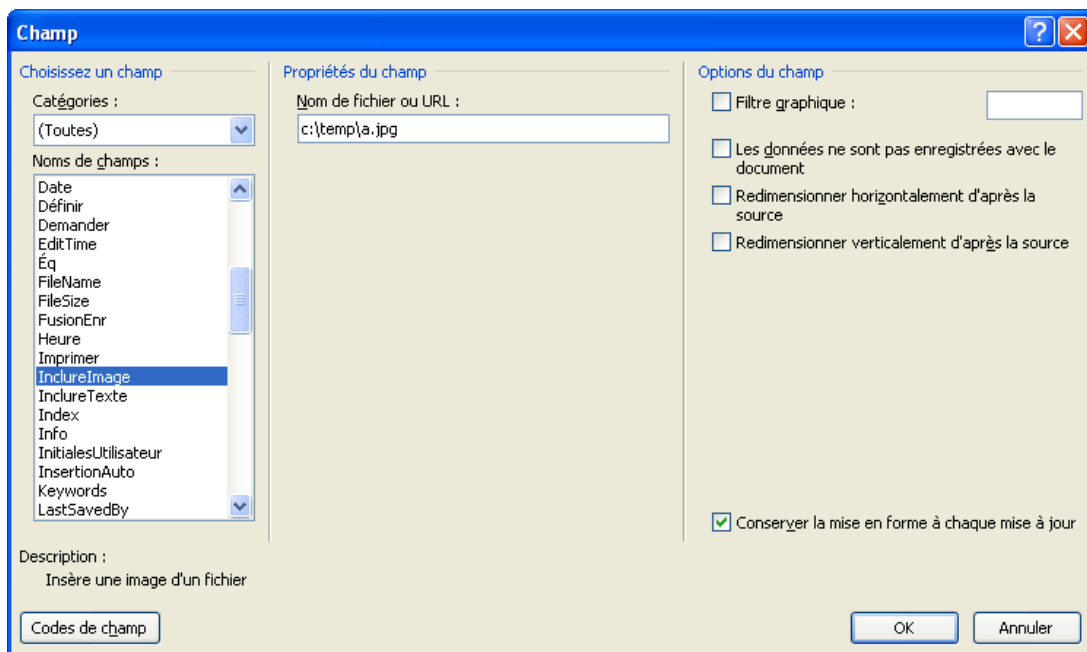 Champ
Choisissez un champ
Catégories :
(Toutes)
Noms de champs :
Date
Définir
Demander
EditTime
Éq
FileName
FileSize
FusionEnr
Heure
Imprimer
InclureImage
InclureTexte
Index
Info
InitialesUtilisateur
InsertionAuto
Keywords
LastSavedBy
Propriétés du champ
Nom de fichier ou URL :
c:\temp\a.jpg
Options du champ
Filtre graphique :
Les données ne sont pas enregistrées avec le
document
Redimensionner horizontalement d'après la
source
Redimensionner verticalement d'après la source
Conserver la mise en forme à chaque mise à jour
Description :
Insère une image d'un fichier
Codes de champ
OK
Annuler